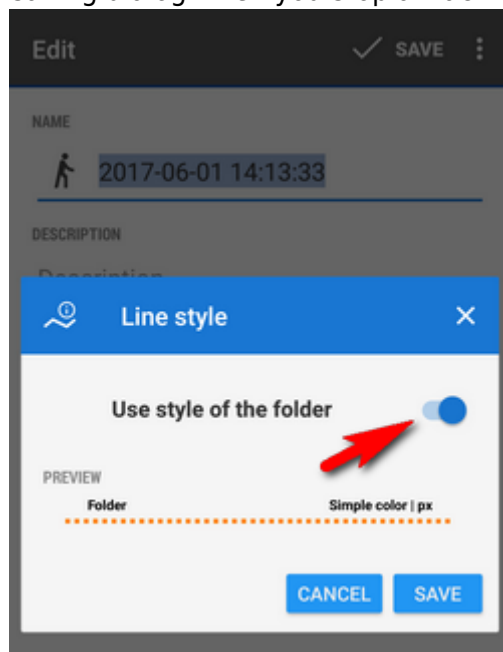 Edit
SAVE
NAME
2017-06-01 14:13:33
DESCRIPTION
Description
Line style
Use style of the folder
PREVIEW
Folder Simple color | px
CANCEL SAVE